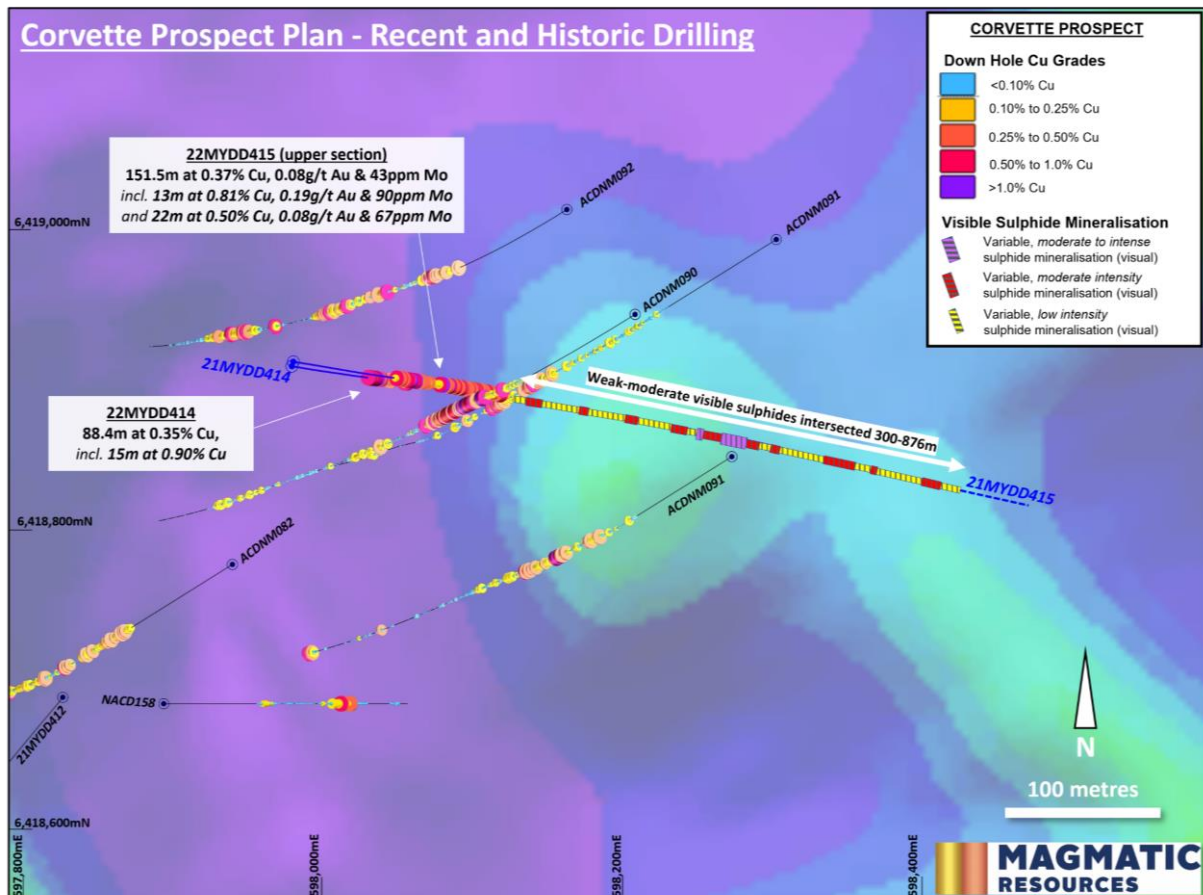 Corvette Prospect Plan - Recent and Historic Drilling
CORVETTE PROSPECT
Down Hole Cu Grades
<0.10% Cu
0.10% to 0.25% Cu
0.25% to 0.50% Cu
0.50% to 1.0% Cu
>1.0% Cu
Visible Sulphide Mineralisation
Variable, moderate to intense
sulphide mineralisation (visual)
Variable, moderate intensity
sulphide mineralisation (visual)
Variable, low intensity
sulphide mineralisation (visual)
22MYDD415 (upper section)
151.5m at 0.37% Cu, 0.08g/t Au & 43ppm Mo
incl. 13m at 0.81% Cu, 0.19g/t Au & 90ppm Mo
and 22m at 0.50% Cu, 0.08g/t Au & 67ppm Mo
ACDNM092
ACDNM091
6,419,000mN
ACDNM090
21MYDD414
22MYDD414
88.4m at 0.35% Cu,
incl. 15m at 0.90% Cu
Weak-moderate visible sulphides intersected 300-876m
21MYDD415
ACDNM091
6,418,800mN
ACDNM082
NACD158
21MYDD412
N
100 metres
6,418,600mN
597,800mE
598,000mE
598,200mE
598,400mE
MAGMATIC
RESOURCES